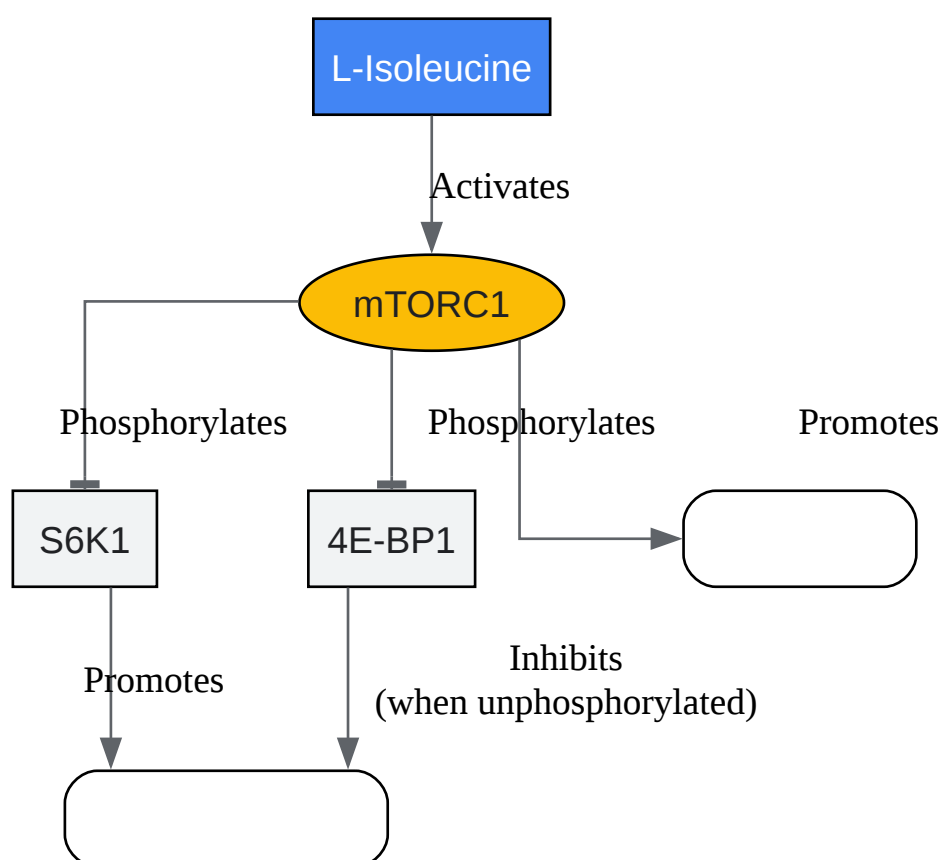 L-Isoleucine
Activates
mTORC1
Phosphorylates
Phosphorylates
Promotes
S6K1
4E-BP1
Promotes
Inhibits
(when unphosphorylated)